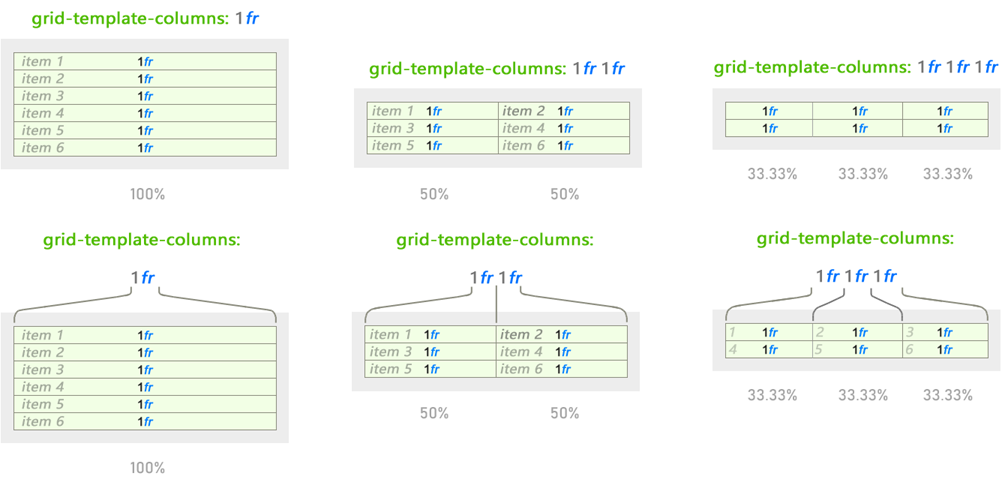 grid-template-columns: 1fr
item 1 1fr
item 2 1fr
item 3 1fr
item 4 1fr
item 5 1fr
item 6 1fr
100%
grid-template-columns: 1fr 1fr
item 1 1fr item 2 1fr
item 3 1fr item 4 1fr
item 5 1fr item 6 1fr
50% 50%
grid-template-columns: 1fr 1fr 1fr
1fr 1fr 1fr
1fr 1fr 1fr
33.33% 33.33% 33.33%
grid-template-columns:
1fr
item 1 1fr
item 2 1fr
item 3 1fr
item 4 1fr
item 5 1fr
item 6 1fr
100%
grid-template-columns:
1fr 1fr
item 1 1fr item 2 1fr
item 3 1fr item 4 1fr
item 5 1fr item 6 1fr
50% 50%
grid-template-columns:
1fr 1fr 1fr
1 1fr 2 1fr 3 1fr
4 1fr 5 1fr 6 1fr
33.33% 33.33% 33.33%